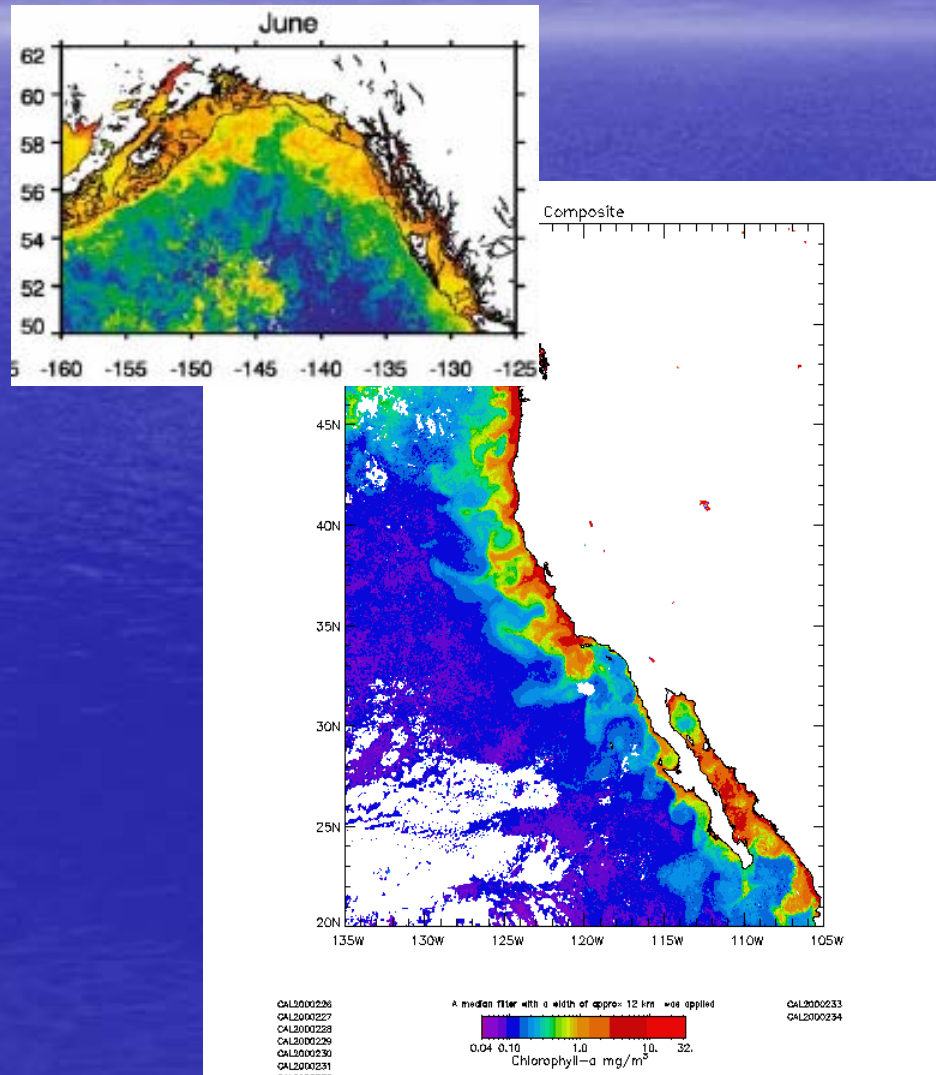 June
62
60
58
56
54
52
50
-160 -155 -150 -145 -140 -135 -130 -125
Composite
45N
40N
35N
30N
25N
20N
135W 130W 125W 120W 115W 110W 105W
CAL2000226
CAL2000227
CAL2000228
CAL2000229
CAL2000230
CAL2000231
A median filter with a width of approx 12 km was applied
CAL2000233
CAL2000234
0.04 0.10 1.0 10. 32.
Chlorophyll-a mg/m³